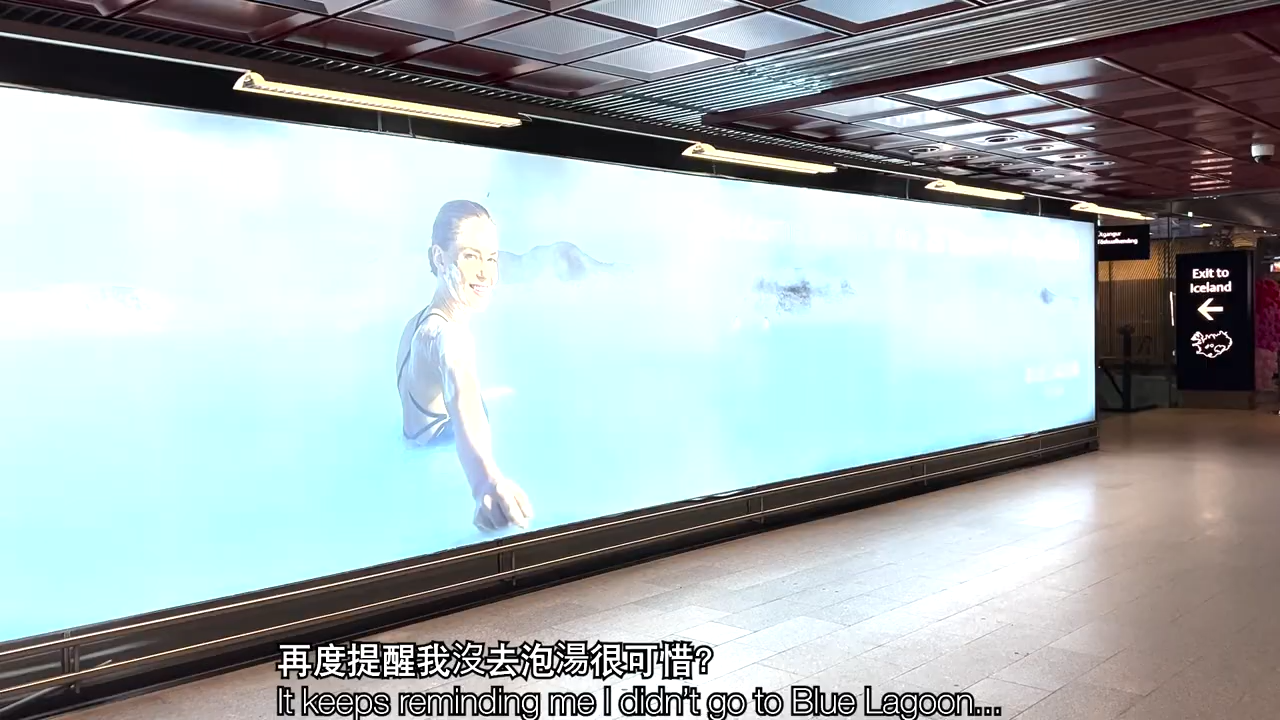 Exit to
Iceland
再度提醒我沒去泡湯很可惜?
It keeps reminding me I didn't go to Blue Lagoon...